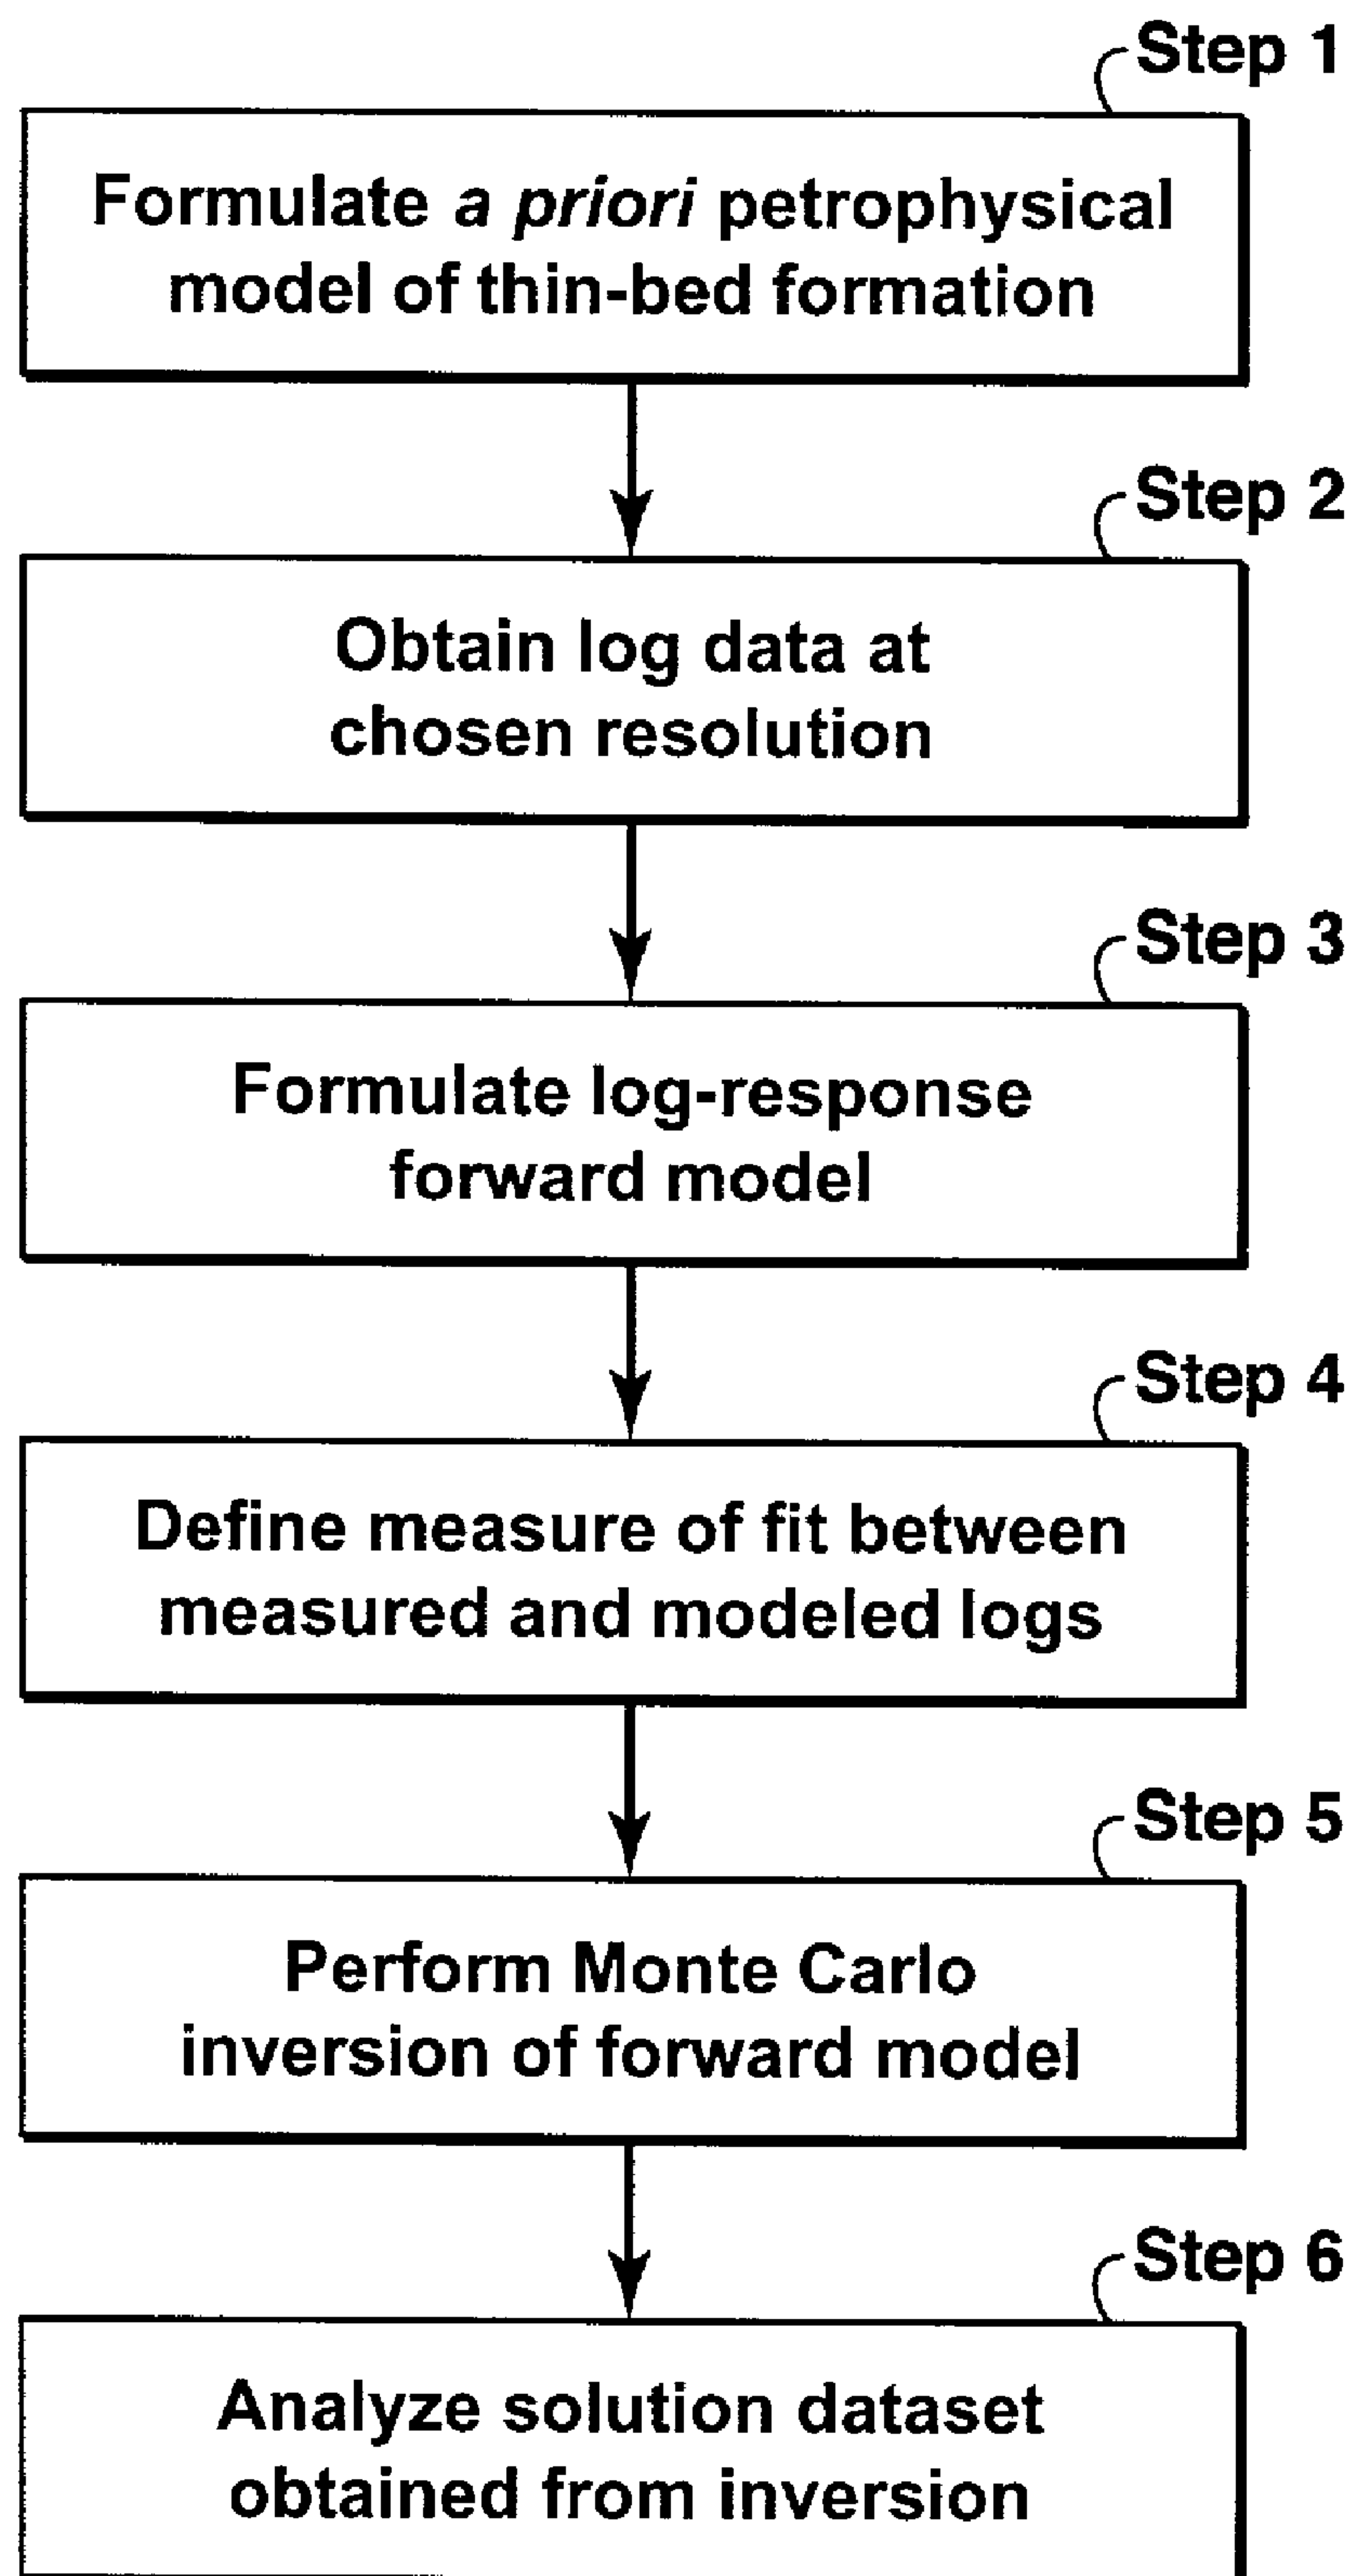 Step 1
Formulate a priori petrophysical
model of thin-bed formation
Step 2
Obtain log data at
chosen resolution
Step 3
Formulate log-response
forward model
Step 4
Define measure of fit between
measured and modeled logs
Step 5
Perform Monte Carlo
inversion of forward model
Step 6
Analyze solution dataset
obtained from inversion